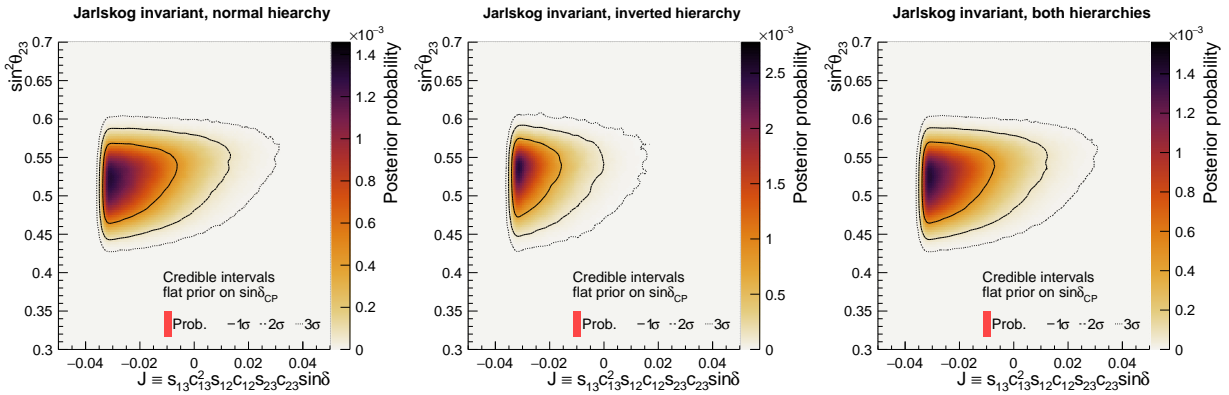 Jarlskog invariant, normal hiearchy
×10⁻³
sin²θ₂₃
0.7
0.65
0.6
0.55
0.5
0.45
0.4
0.35
0.3
−0.04 −0.02 0 0.02 0.04
J ≡ s₁₃c²₁₃s₁₂c₁₂s₂₃c₂₃sinδ
Credible intervals
flat prior on sinδ_CP
Prob. 1σ 2σ 3σ
1.4
1.2
1
0.8
0.6
0.4
0.2
0
Posterior probability
Jarlskog invariant, inverted hierarchy
×10⁻³
sin²θ₂₃
0.7
0.65
0.6
0.55
0.5
0.45
0.4
0.35
0.3
−0.04 −0.02 0 0.02 0.04
J ≡ s₁₃c²₁₃s₁₂c₁₂s₂₃c₂₃sinδ
Credible intervals
flat prior on sinδ_CP
Prob. 1σ 2σ 3σ
2.5
2
1.5
1
0.5
0
Posterior probability
Jarlskog invariant, both hierarchies
×10⁻³
sin²θ₂₃
0.7
0.65
0.6
0.55
0.5
0.45
0.4
0.35
0.3
−0.04 −0.02 0 0.02 0.04
J ≡ s₁₃c²₁₃s₁₂c₁₂s₂₃c₂₃sinδ
Credible intervals
flat prior on sinδ_CP
Prob. 1σ 2σ 3σ
1.4
1.2
1
0.8
0.6
0.4
0.2
0
Posterior probability